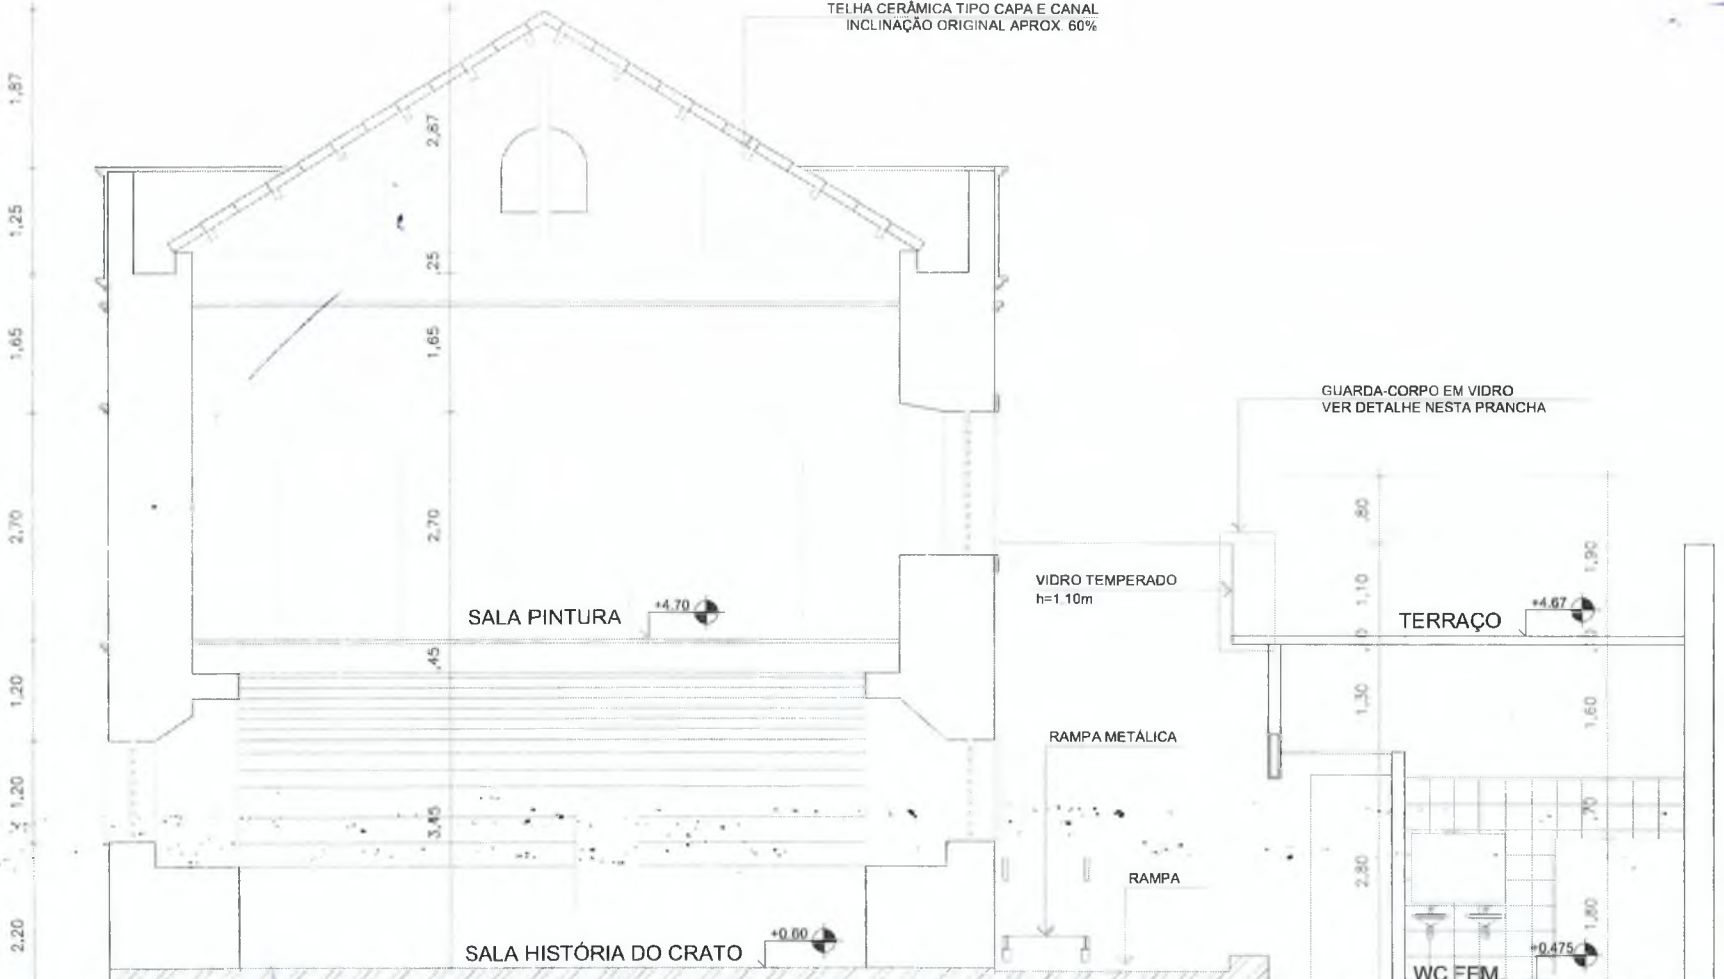 TELHA CERÂMICA TIPO CAPA E CANAL
INCLINAÇÃO ORIGINAL APROX. 60%
1,87
2,67
1,25
,25
1,65
1,65
GUARDA-CORPO EM VIDRO
VER DETALHE NESTA PRANCHA
2,70
2,70
,80
1,90
VIDRO TEMPERADO
h=1.10m
1,10
SALA PINTURA
+4.70
TERRAÇO
+4.67
,45
1,20
1,30
1,60
RAMPA METÁLICA
1,20
3,45
,70
2,80
RAMPA
1,80
2,20
SALA HISTÓRIA DO CRATO
+0.60
+0.475
WC FEM.